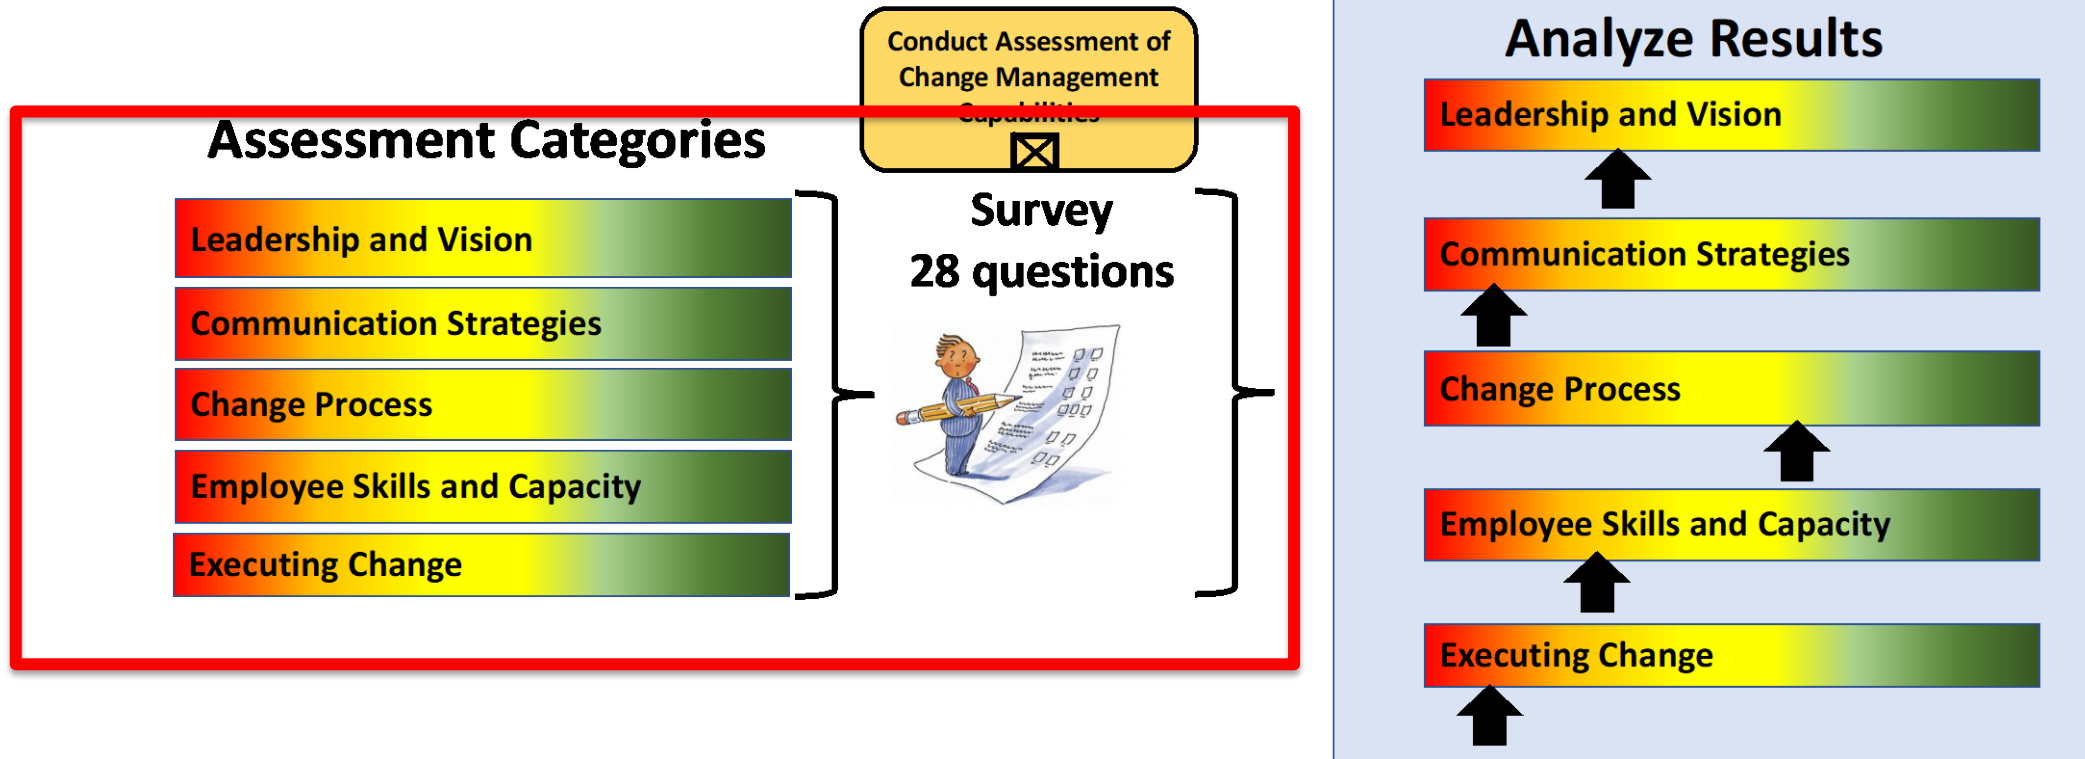 Conduct Assessment of
Change Management
Capabilities
Assessment Categories
Leadership and Vision
Communication Strategies
Change Process
Employee Skills and Capacity
Executing Change
Survey
28 questions
Analyze Results
Leadership and Vision
Communication Strategies
Change Process
Employee Skills and Capacity
Executing Change